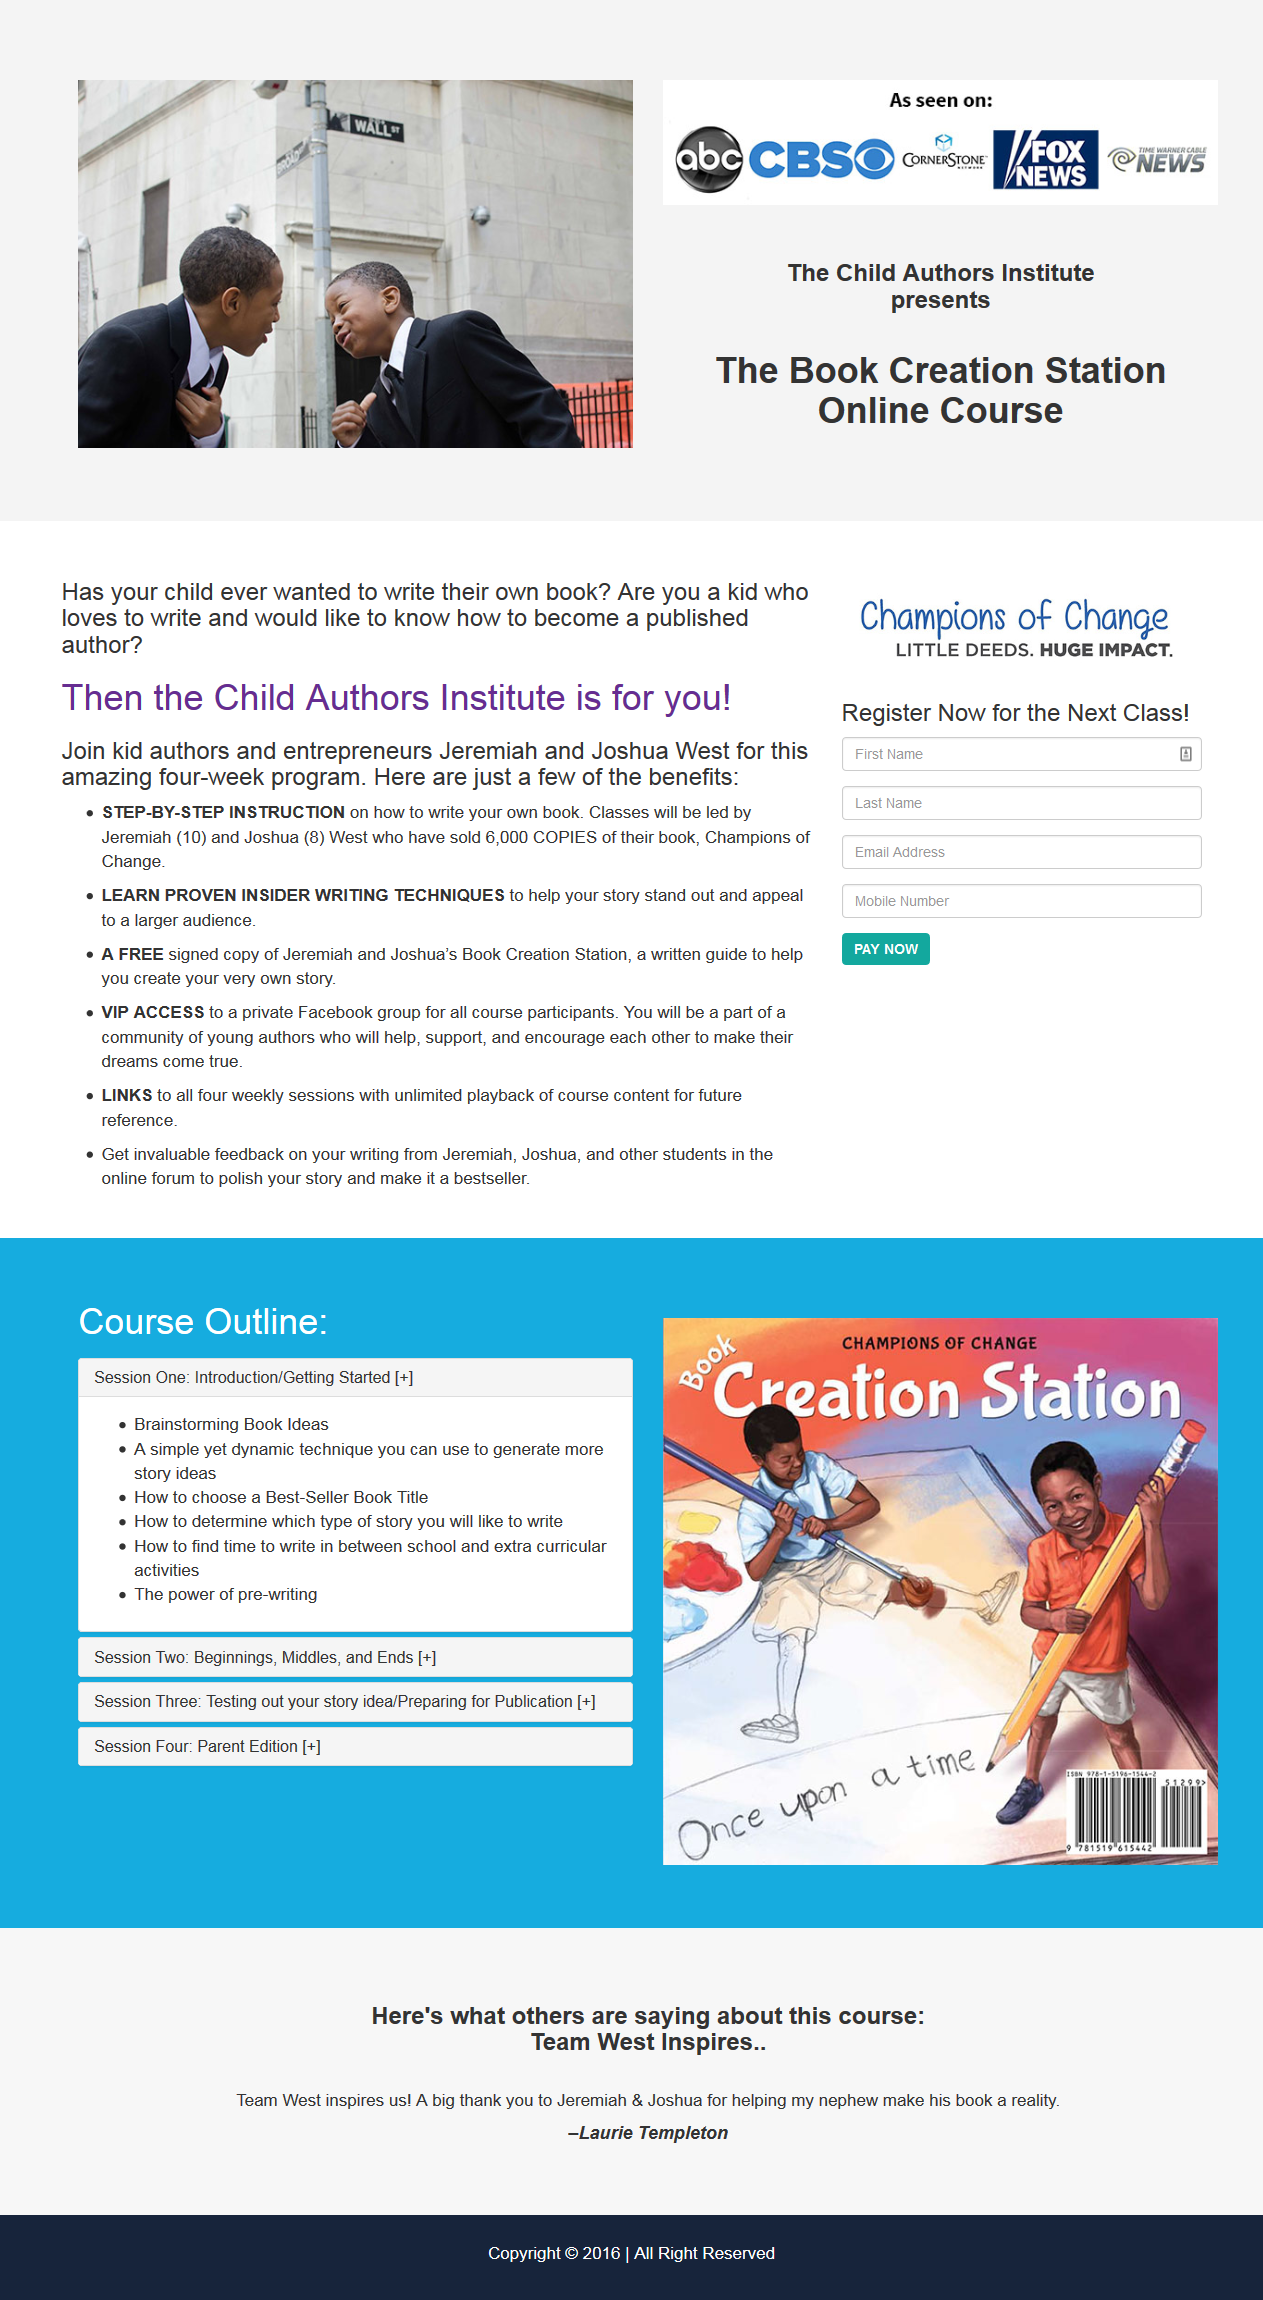 WALL ST
BROAD
As seen on:
abc CBS CORNERSTONE NETWORK FOX NEWS TIME WARNER CABLE NEWS
The Child Authors Institute
presents
The Book Creation Station
Online Course
Has your child ever wanted to write their own book? Are you a kid who
loves to write and would like to know how to become a published
author?
Then the Child Authors Institute is for you!
Join kid authors and entrepreneurs Jeremiah and Joshua West for this
amazing four-week program. Here are just a few of the benefits:
• STEP-BY-STEP INSTRUCTION on how to write your own book. Classes will be led by
Jeremiah (10) and Joshua (8) West who have sold 6,000 COPIES of their book, Champions of
Change.
• LEARN PROVEN INSIDER WRITING TECHNIQUES to help your story stand out and appeal
to a larger audience.
• A FREE signed copy of Jeremiah and Joshua’s Book Creation Station, a written guide to help
you create your very own story.
• VIP ACCESS to a private Facebook group for all course participants. You will be a part of a
community of young authors who will help, support, and encourage each other to make their
dreams come true.
• LINKS to all four weekly sessions with unlimited playback of course content for future
reference.
• Get invaluable feedback on your writing from Jeremiah, Joshua, and other students in the
online forum to polish your story and make it a bestseller.
Champions of Change
LITTLE DEEDS. HUGE IMPACT.
Register Now for the Next Class!
First Name
Last Name
Email Address
Mobile Number
PAY NOW
Course Outline:
Session One: Introduction/Getting Started [+]
• Brainstorming Book Ideas
• A simple yet dynamic technique you can use to generate more
story ideas
• How to choose a Best-Seller Book Title
• How to determine which type of story you will like to write
• How to find time to write in between school and extra curricular
activities
• The power of pre-writing
Session Two: Beginnings, Middles, and Ends [+]
Session Three: Testing out your story idea/Preparing for Publication [+]
Session Four: Parent Edition [+]
CHAMPIONS OF CHANGE
Book
Creation Station
Once upon a time
ISBN 978-1-5196-1544-2
51299>
9 781519 615442
Here's what others are saying about this course:
Team West Inspires..
Team West inspires us! A big thank you to Jeremiah & Joshua for helping my nephew make his book a reality.
–Laurie Templeton
Copyright © 2016 | All Right Reserved